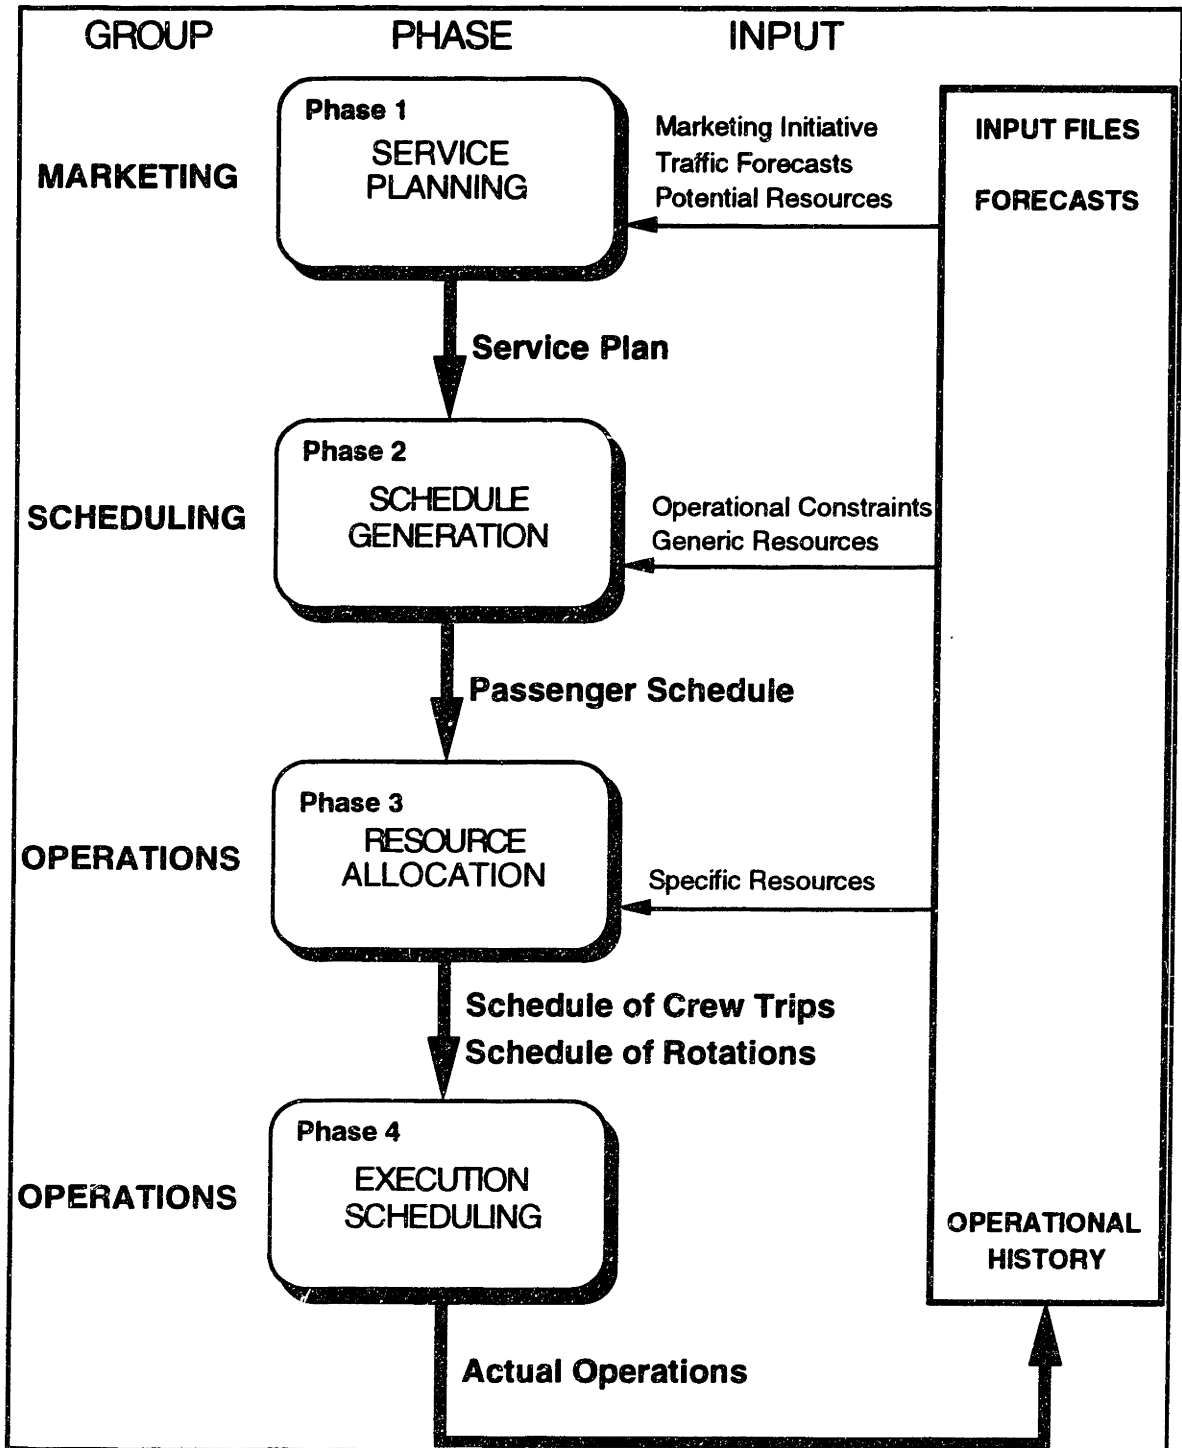 GROUP PHASE INPUT
Phase 1
SERVICE
PLANNING
MARKETING
Marketing Initiative
Traffic Forecasts
Potential Resources
INPUT FILES
FORECASTS
Service Plan
Phase 2
SCHEDULE
GENERATION
SCHEDULING
Operational Constraints
Generic Resources
Passenger Schedule
Phase 3
RESOURCE
ALLOCATION
OPERATIONS
Specific Resources
Schedule of Crew Trips
Schedule of Rotations
Phase 4
EXECUTION
SCHEDULING
OPERATIONS
OPERATIONAL
HISTORY
Actual Operations